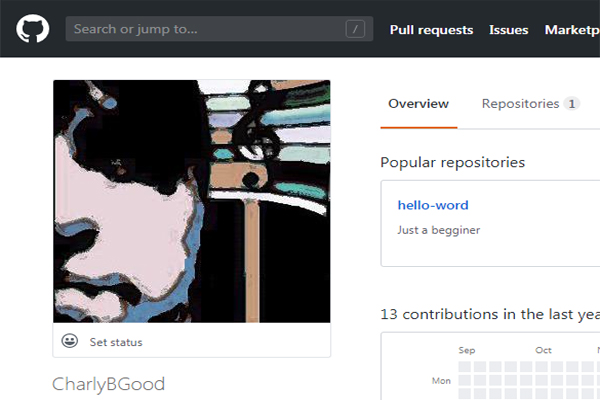 Search or jump to... / Pull requests Issues Marketp
Overview Repositories 1
Popular repositories
hello-word
Just a begginer
13 contributions in the last yea
Sep Oct N
Mon
Set status
CharlyBGood